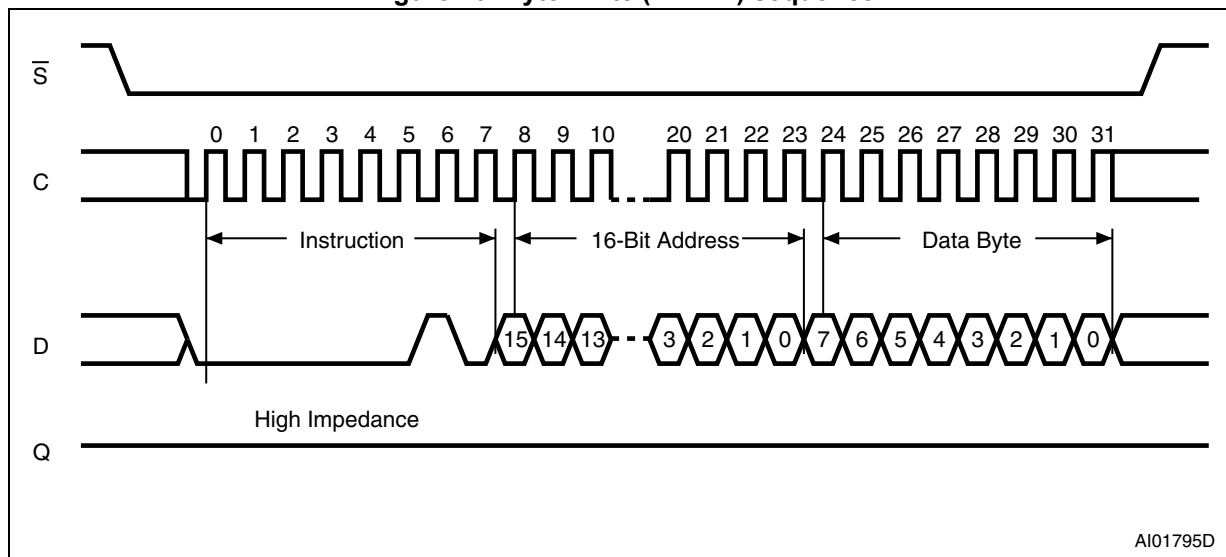 S
0 1 2 3 4 5 6 7 8 9 10 20 21 22 23 24 25 26 27 28 29 30 31
C
Instruction 16-Bit Address Data Byte
D 15 14 13 3 2 1 0 7 6 5 4 3 2 1 0
High Impedance
Q
AI01795D